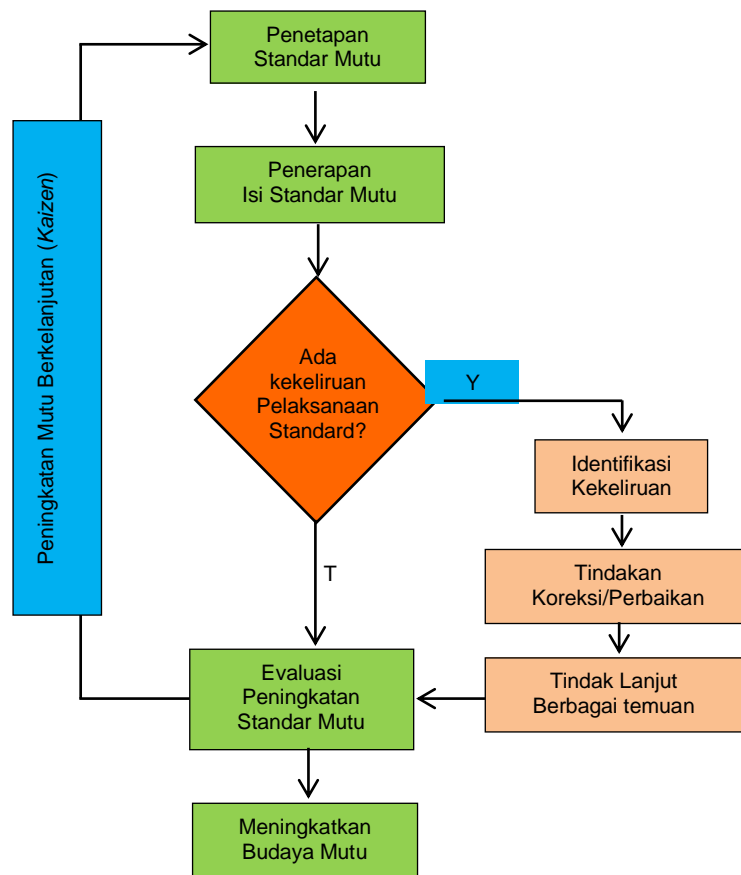 Penetapan
Standar Mutu
Penerapan
Isi Standar Mutu
Peningkatan Mutu Berkelanjutan (Kaizen)
Ada
kekeliruan
Pelaksanaan
Standard?
Y
Identifikasi
Kekeliruan
Tindakan
Koreksi/Perbaikan
T
Evaluasi
Peningkatan
Standar Mutu
Tindak Lanjut
Berbagai temuan
Meningkatkan
Budaya Mutu